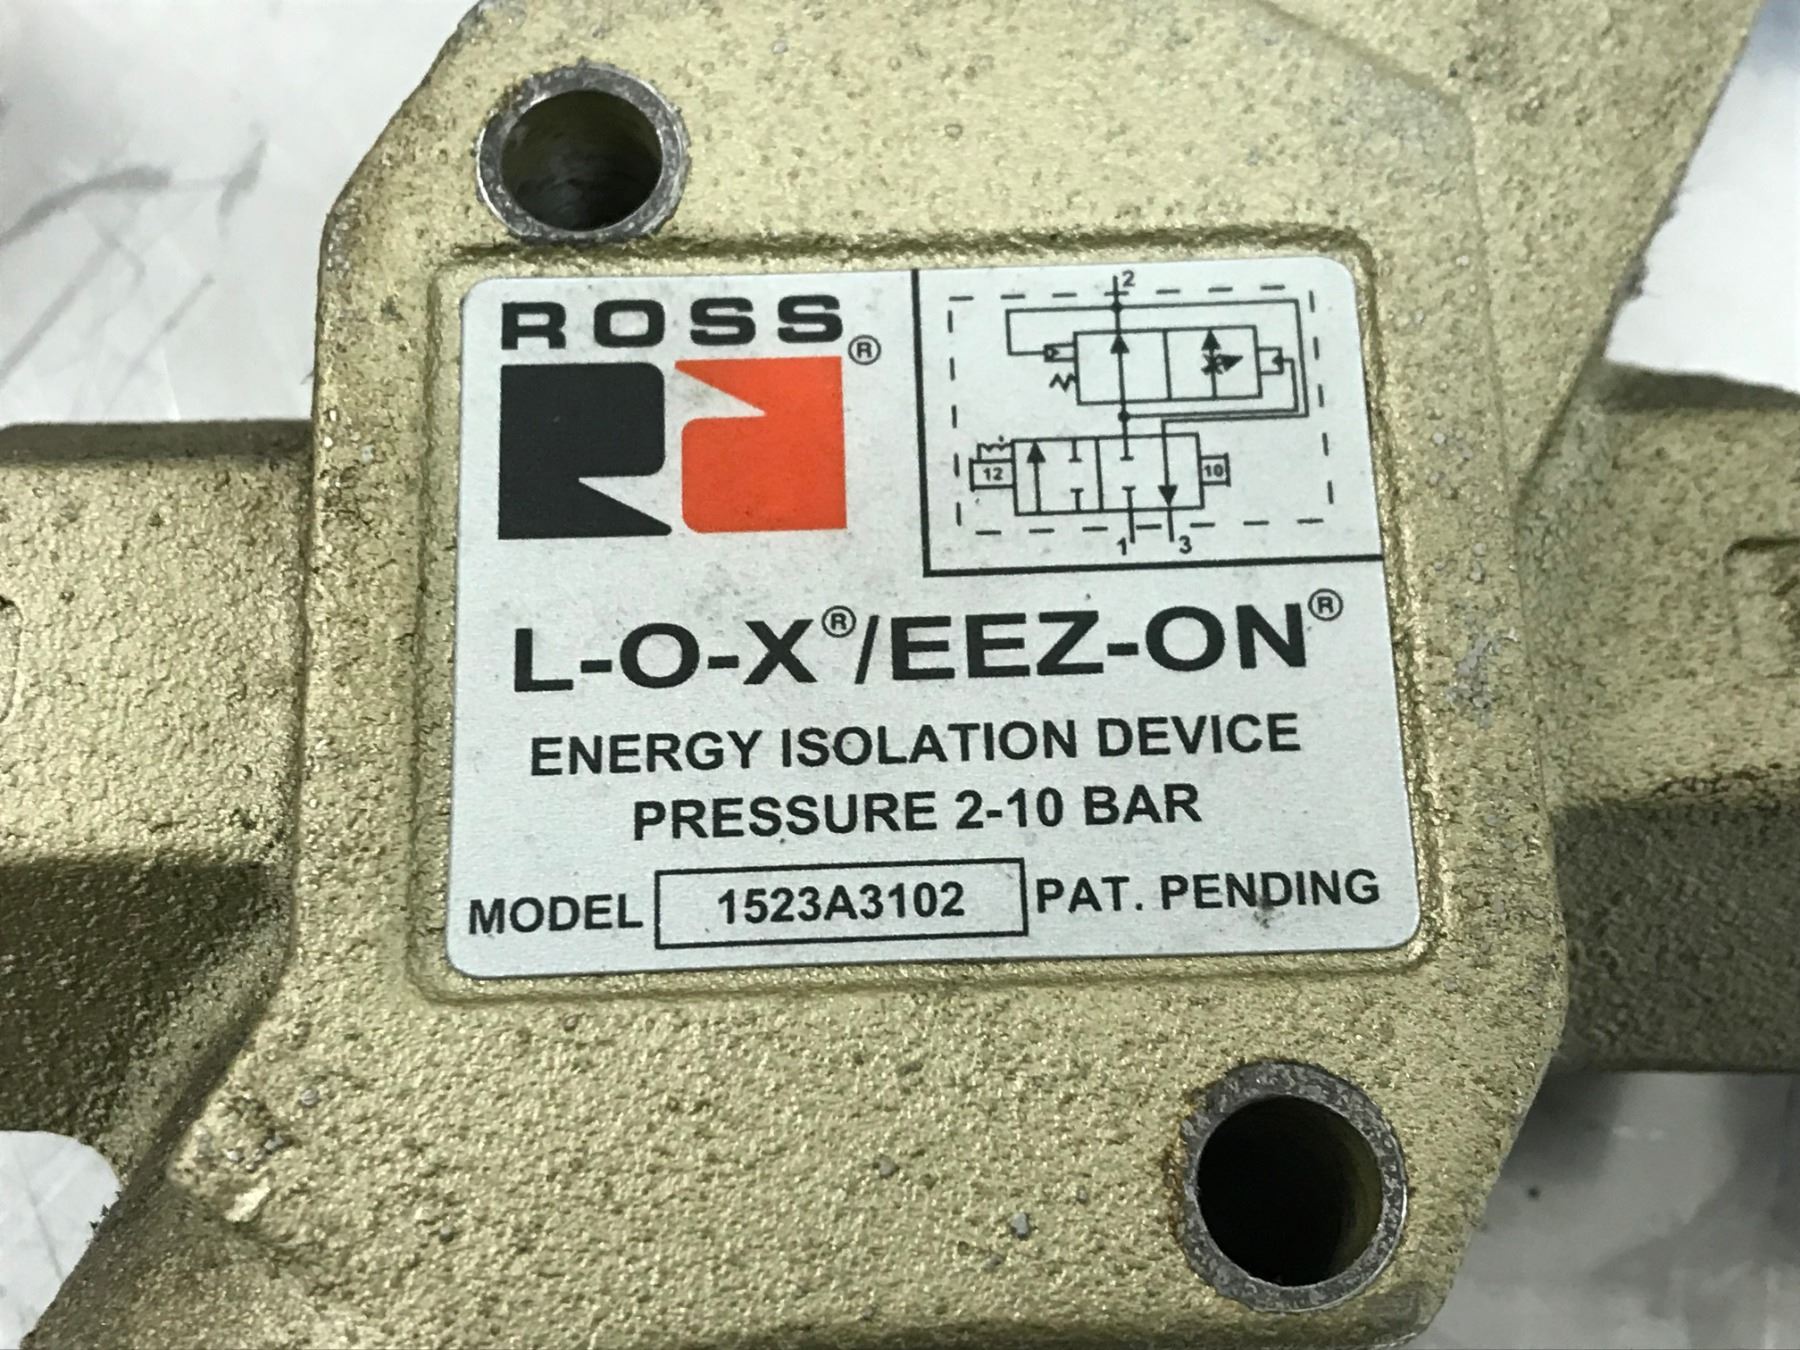 ROSS®
2
12
10
1 3
L-O-X®/EEZ-ON®
ENERGY ISOLATION DEVICE
PRESSURE 2-10 BAR
MODEL 1523A3102 PAT. PENDING